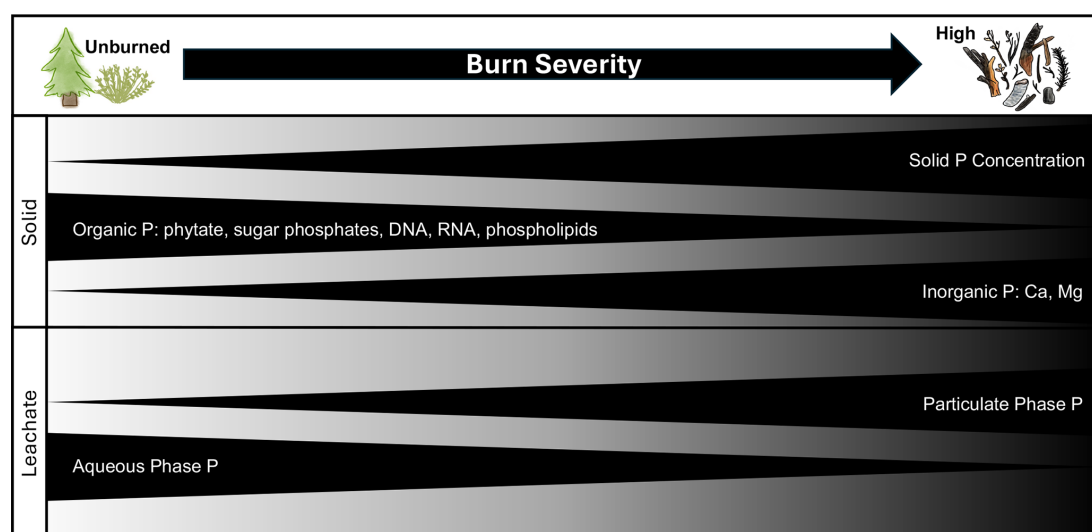 Unburned
Burn Severity
High
Solid
Solid P Concentration
Organic P: phytate, sugar phosphates, DNA, RNA, phospholipids
Inorganic P: Ca, Mg
Leachate
Particulate Phase P
Aqueous Phase P